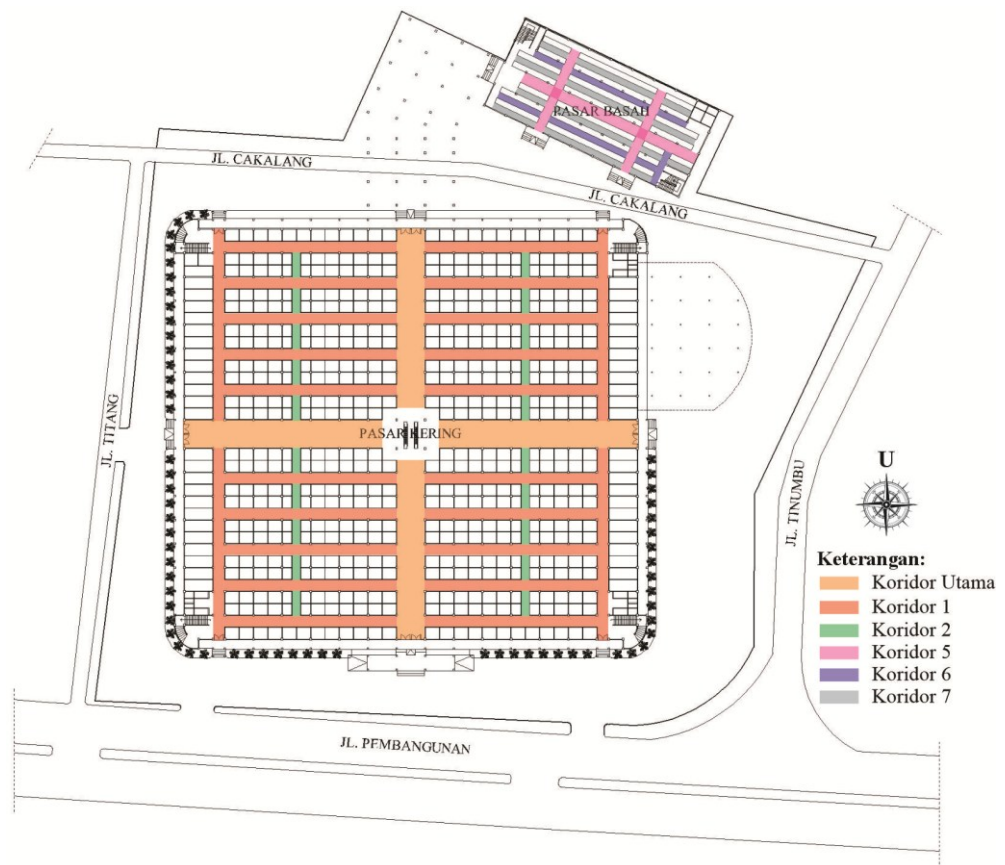 PASAR BASAH
JL. CAKALANG
JL. CAKALANG
JL. TITANG
PASAR KERING
JL. TINUMBU
U
Keterangan:
Koridor Utama
Koridor 1
Koridor 2
Koridor 5
Koridor 6
Koridor 7
JL. PEMBANGUNAN